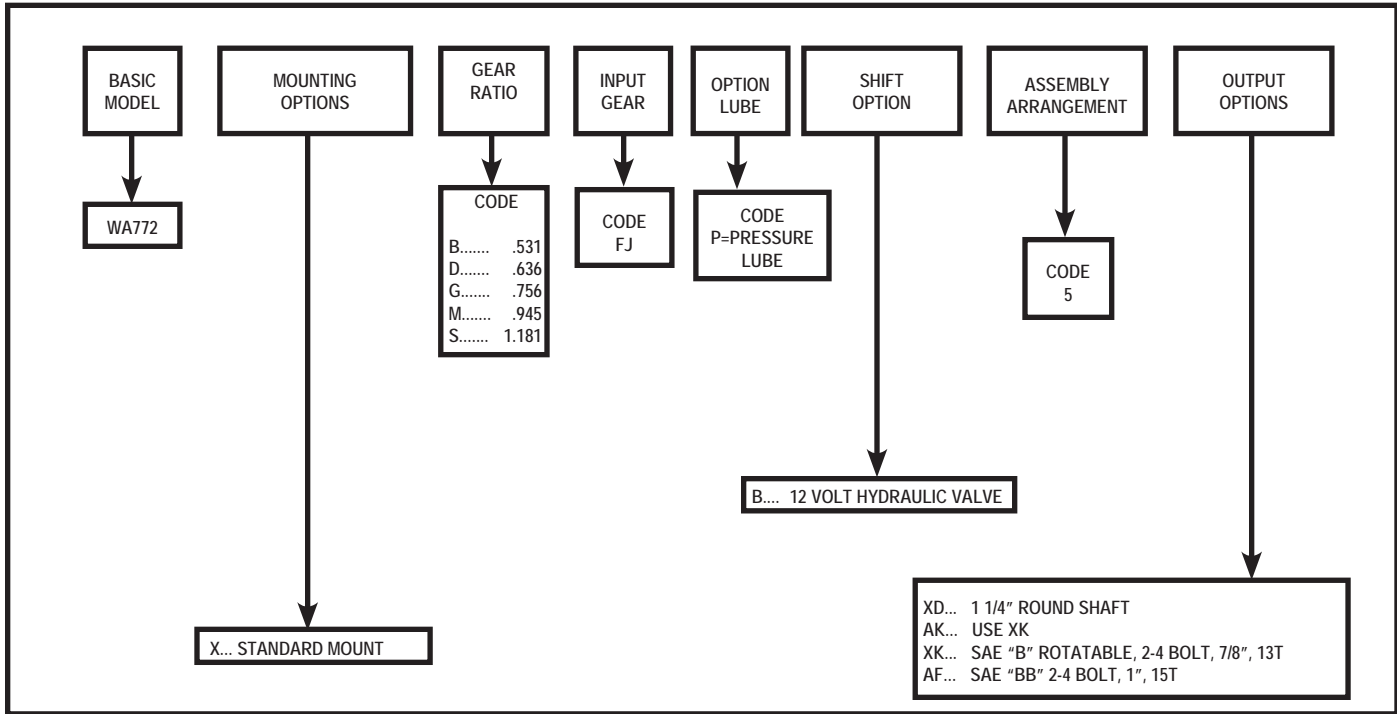 BASIC
MODEL
MOUNTING
OPTIONS
GEAR
RATIO
INPUT
GEAR
OPTION
LUBE
SHIFT
OPTION
ASSEMBLY
ARRANGEMENT
OUTPUT
OPTIONS
WA772
CODE
B....... .531
D....... .636
G....... .756
M....... .945
S....... 1.181
CODE
FJ
CODE
P=PRESSURE
LUBE
CODE
5
B.... 12 VOLT HYDRAULIC VALVE
X... STANDARD MOUNT
XD... 1 1/4” ROUND SHAFT
AK... USE XK
XK... SAE “B” ROTATABLE, 2-4 BOLT, 7/8”, 13T
AF... SAE “BB” 2-4 BOLT, 1”, 15T